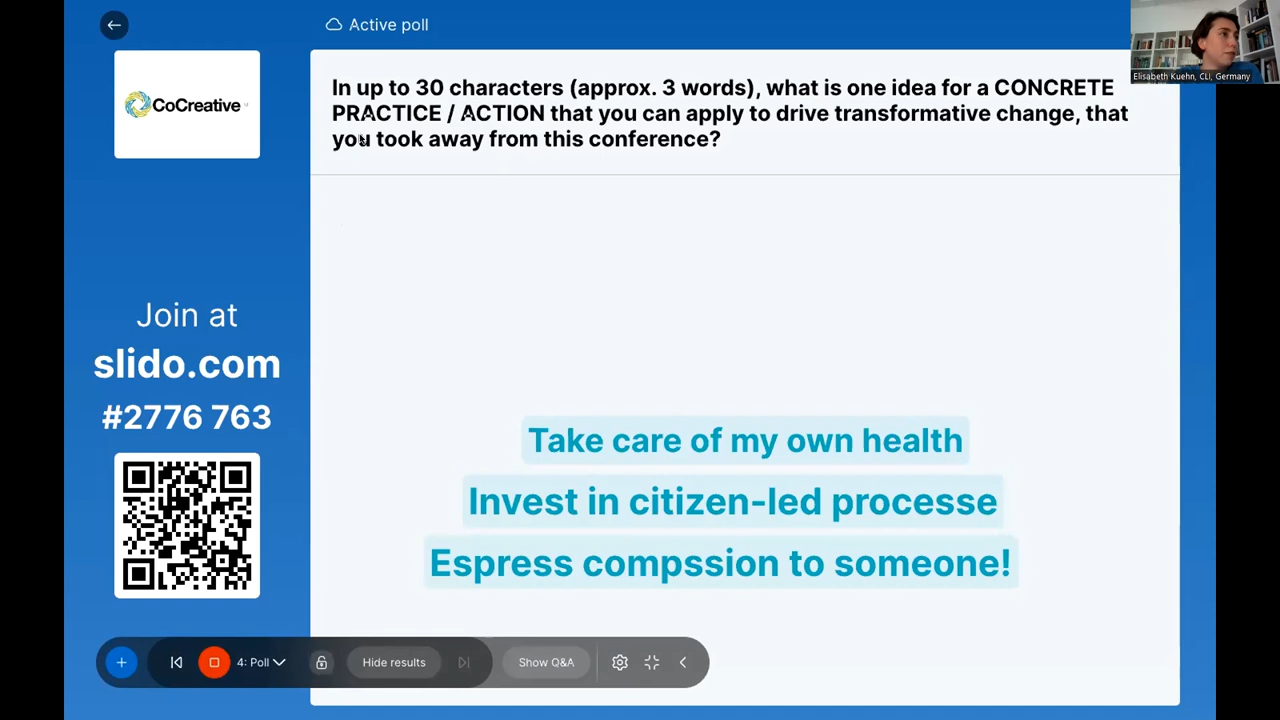 Active poll
Elisabeth Kuehn, CLI, Germany
CoCreative
In up to 30 characters (approx. 3 words), what is one idea for a CONCRETE
PRACTICE / ACTION that you can apply to drive transformative change, that
you took away from this conference?
Join at
slido.com
#2776 763
Take care of my own health
Invest in citizen-led processe
Espress compssion to someone!
4: Poll
Hide results
Show Q&A